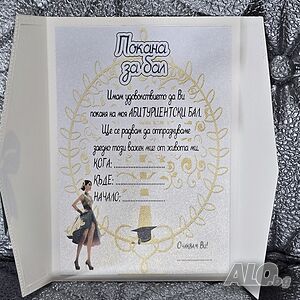 Покана
за бал
Имам удоволствието да Ви
поканя на моя АБИТУРИЕНТСКИ БАЛ.
Ще се радвам да отпразнуваме
заедно този важен миг от живота ми.
КОГА: ................
КЪДЕ: ................
НАЧАЛО: ................
Очаквам Ви!
ALO.bg